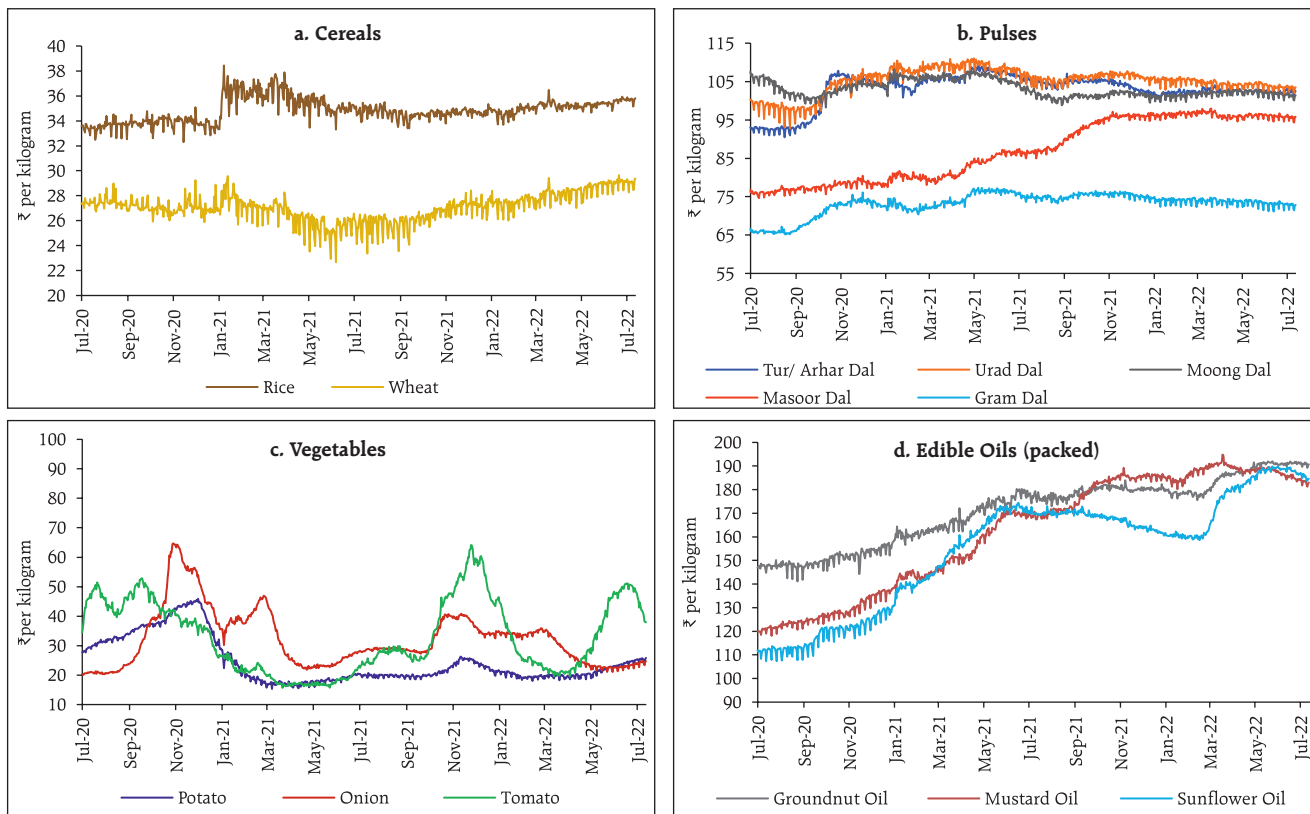 a. Cereals
₹ per kilogram
40
38
36
34
32
30
28
26
24
22
20
Jul-20
Sep-20
Nov-20
Jan-21
Mar-21
May-21
Jul-21
Sep-21
Nov-21
Jan-22
Mar-22
May-22
Jul-22
Rice Wheat
b. Pulses
₹ per kilogram
115
105
95
85
75
65
55
Jul-20
Sep-20
Nov-20
Jan-21
Mar-21
May-21
Jul-21
Sep-21
Nov-21
Jan-22
Mar-22
May-22
Jul-22
Tur/ Arhar Dal Urad Dal Moong Dal
Masoor Dal Gram Dal
c. Vegetables
₹per kilogram
100
90
80
70
60
50
40
30
20
10
Jul-20
Sep-20
Nov-20
Jan-21
Mar-21
May-21
Jul-21
Sep-21
Nov-21
Jan-22
Mar-22
May-22
Jul-22
Potato Onion Tomato
d. Edible Oils (packed)
₹ per kilogram
200
190
180
170
160
150
140
130
120
110
100
90
Jul-20
Sep-20
Nov-20
Jan-21
Mar-21
May-21
Jul-21
Sep-21
Nov-21
Jan-22
Mar-22
May-22
Jul-22
Groundnut Oil Mustard Oil Sunflower Oil